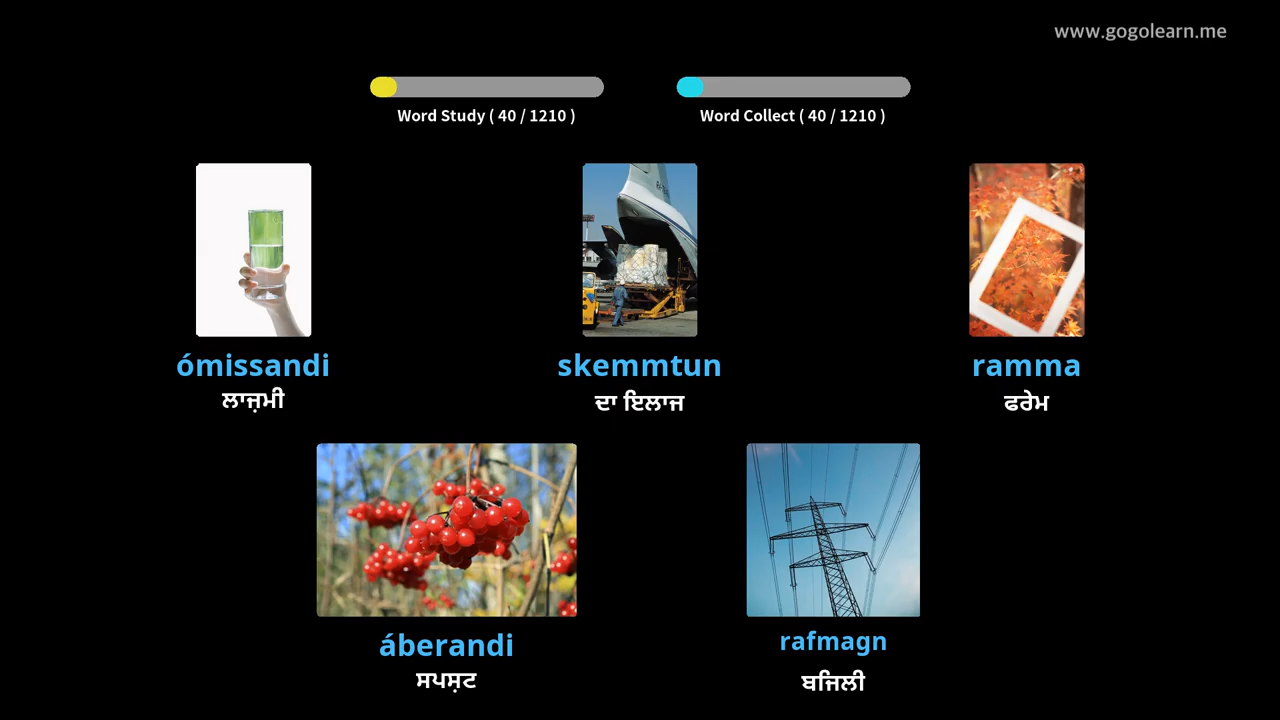 www.gogolearn.me
Word Study ( 40 / 1210 )
Word Collect ( 40 / 1210 )
ómissandi
ਲਾਜ਼ਮੀ
skemmtun
ਦਾ ਇਲਾਜ
ramma
ਫਰੇਮ
áberandi
ਸਪਸ਼ਟ
rafmagn
ਬਿਜਲੀ